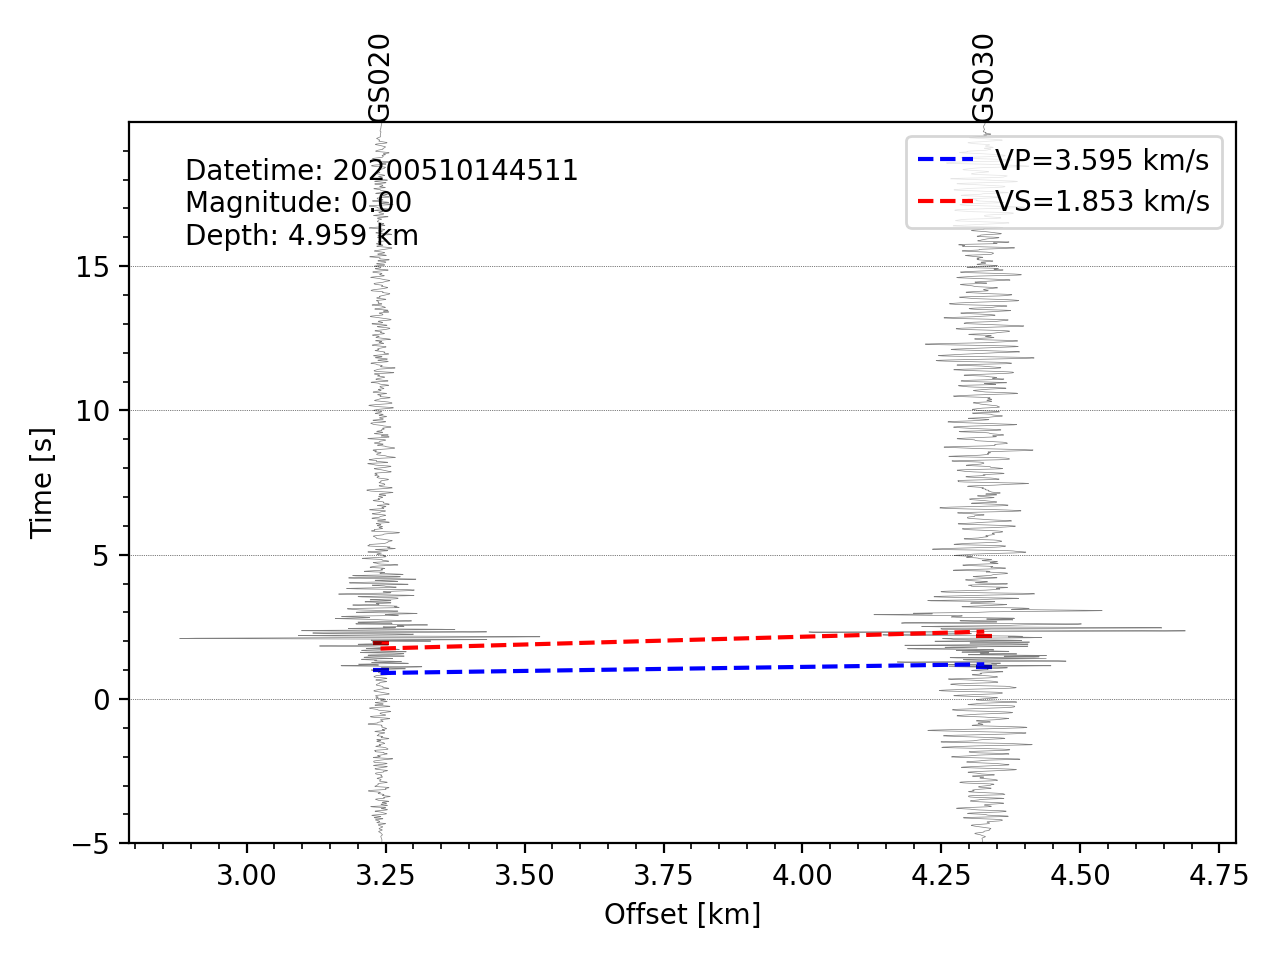 GS020
GS030
Datetime: 20200510144511
Magnitude: 0.00
Depth: 4.959 km
VP=3.595 km/s
VS=1.853 km/s
15
10
5
0
−5
Time [s]
3.00 3.25 3.50 3.75 4.00 4.25 4.50 4.75
Offset [km]